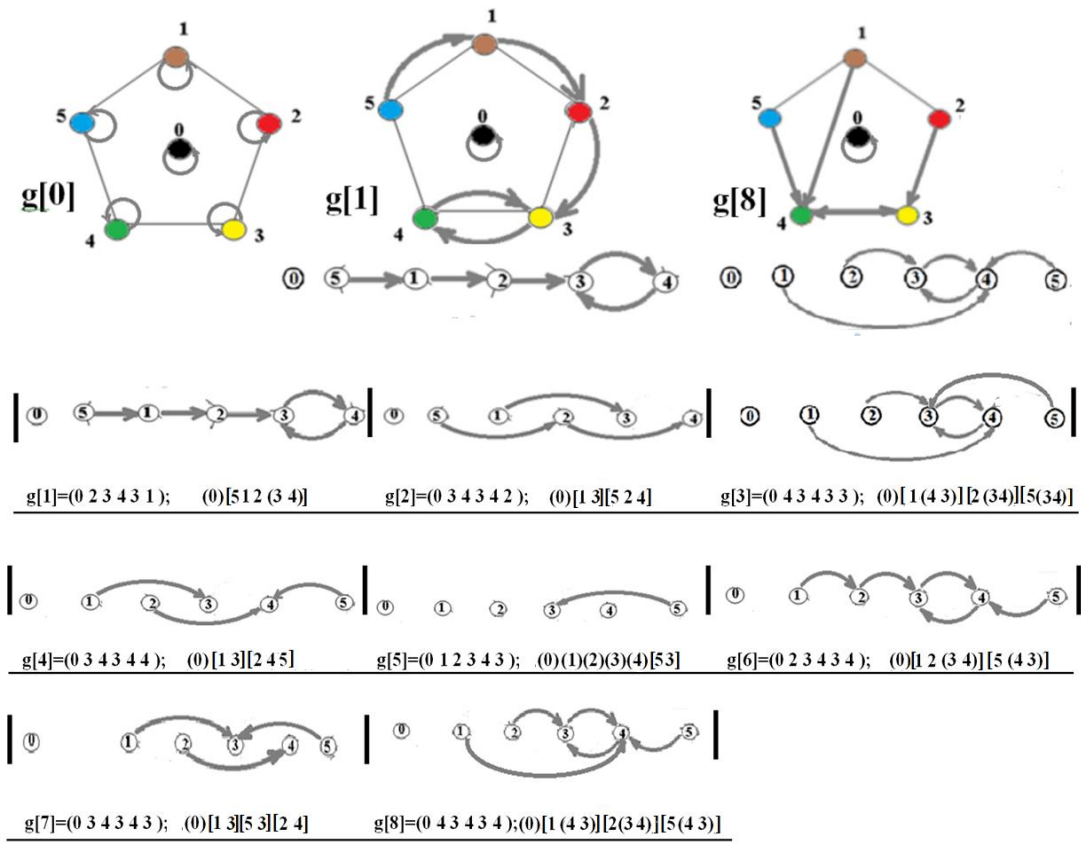 1 1 1
5 0 2 5 0 2 5 0 2
g[0] g[1] g[8]
4 3 4 3 4 3
0 5 1 2 3 4 0 1 2 3 4 5
0 5 1 2 3 4 0 5 1 2 3 4 0 1 2 3 4 5
g[1]=(0 2 3 4 3 1 ); (0)[5 1 2 (3 4)] g[2]=(0 3 4 3 4 2 ); (0)[1 3][5 2 4] g[3]=(0 4 3 4 3 3 ); (0)[ 1 (4 3)][2 (34)][5(34)]
0 1 2 3 4 5 0 1 2 3 4 5 0 1 2 3 4 5
g[4]=(0 3 4 3 4 4 ); (0)[1 3][2 4 5] g[5]=(0 1 2 3 4 3 ); (0)(1)(2)(3)(4)[5 3] g[6]=(0 2 3 4 3 4 ); (0)[1 2 (3 4)][5 (4 3)]
0 1 2 3 4 5 0 1 2 3 4 5
g[7]=(0 3 4 3 4 3 ); (0)[1 3][5 3][2 4] g[8]=(0 4 3 4 3 4 );(0)[1 (4 3)][2(3 4)][5(4 3)]